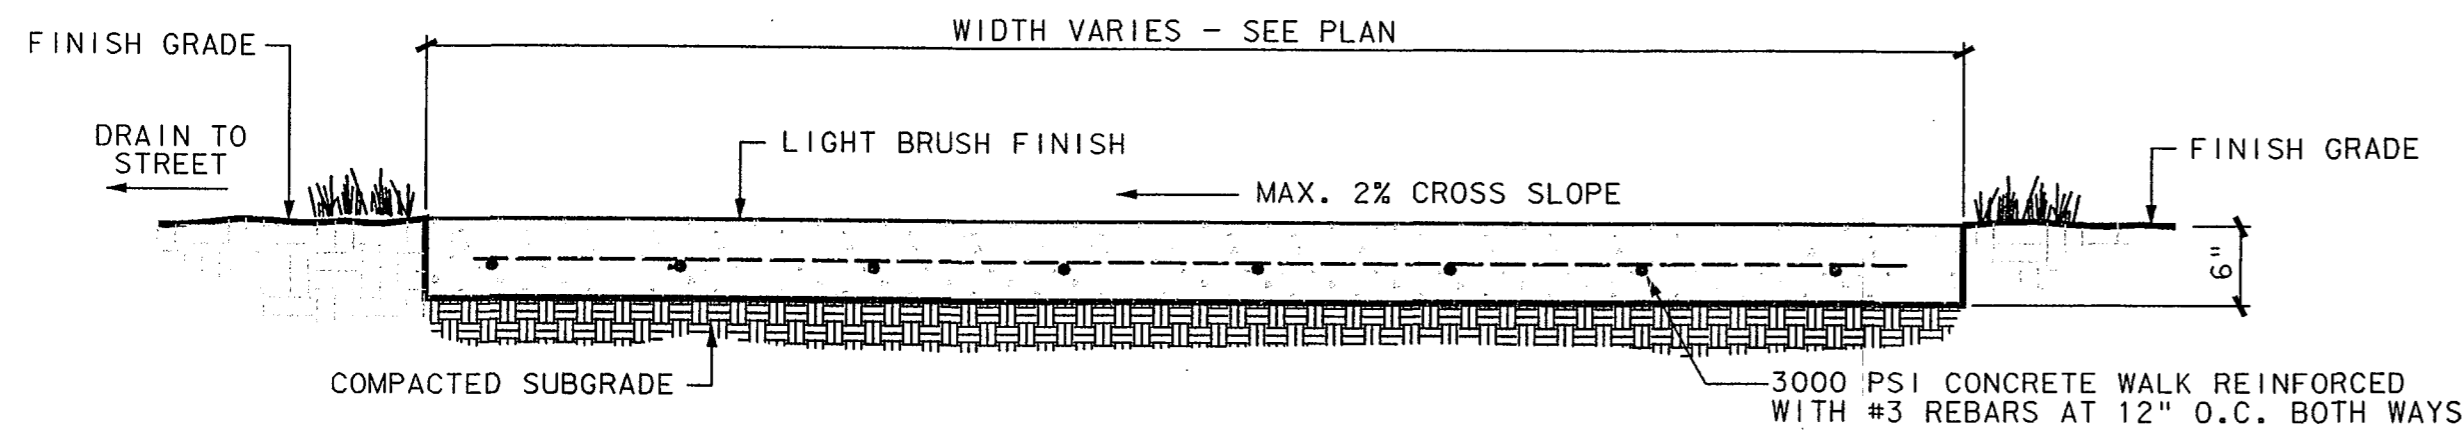 WIDTH VARIES - SEE PLAN
FINISH GRADE
DRAIN TO
STREET
LIGHT BRUSH FINISH
MAX. 2% CROSS SLOPE
FINISH GRADE
6"
COMPACTED SUBGRADE
3000 PSI CONCRETE WALK REINFORCED
WITH #3 REBARS AT 12" O.C. BOTH WAYS